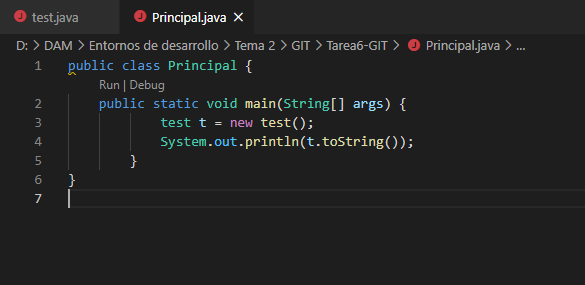 test.java Principal.java
D: > DAM > Entornos de desarrollo > Tema 2 > GIT > Tarea6-GIT > Principal.java > ...
1 public class Principal {
Run | Debug
2 public static void main(String[] args) {
3 test t = new test();
4 System.out.println(t.toString());
5 }
6 }
7